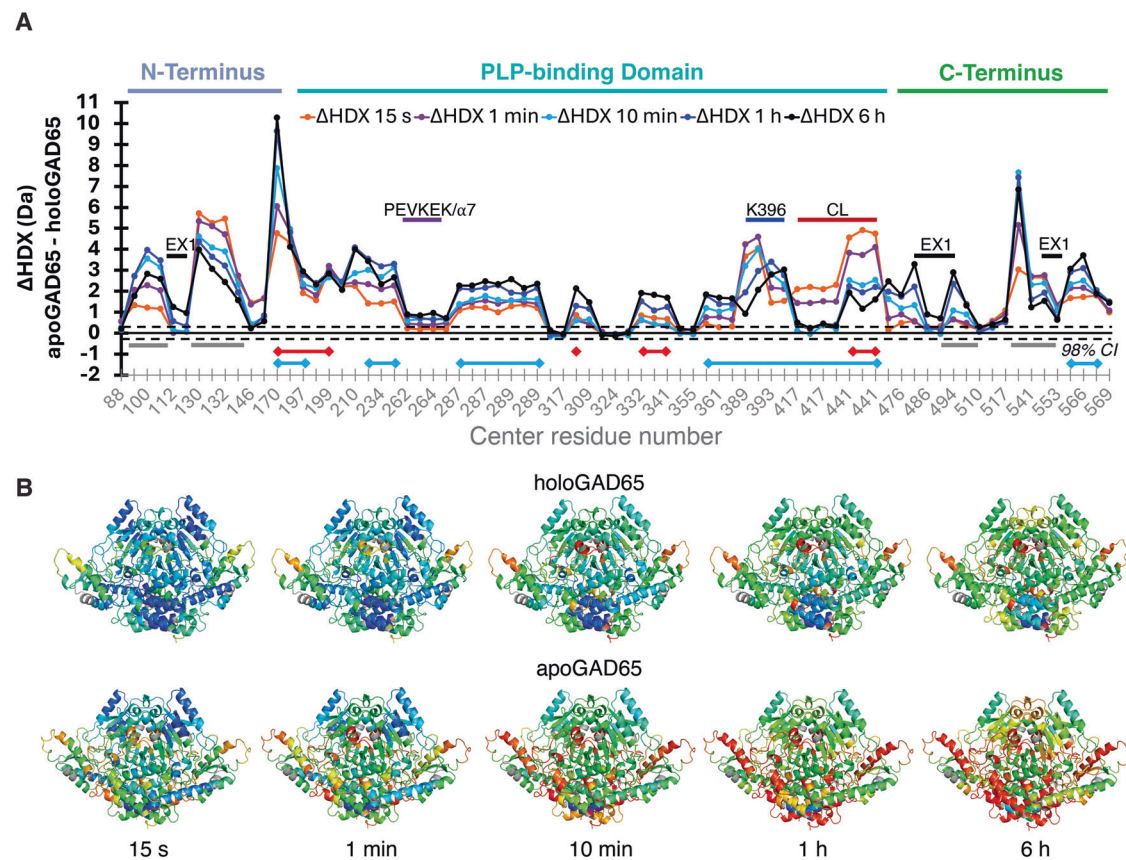 A
N-Terminus
PLP-binding Domain
C-Terminus
ΔHDX 15 s ΔHDX 1 min ΔHDX 10 min ΔHDX 1 h ΔHDX 6 h
ΔHDX (Da)
apoGAD65 - holoGAD65
11
10
9
8
7
6
5
4
3
2
1
0
-1
-2
EX1
PEVKEK/α7
K396
CL
EX1
EX1
98% CI
88 100 112 130 132 146 170 197 199 210 234 262 264 287 287 289 289 317 309 324 332 341 355 361 389 393 417 417 441 441 476 486 494 510 517 541 553 566 569
Center residue number
B
holoGAD65
apoGAD65
15 s
1 min
10 min
1 h
6 h